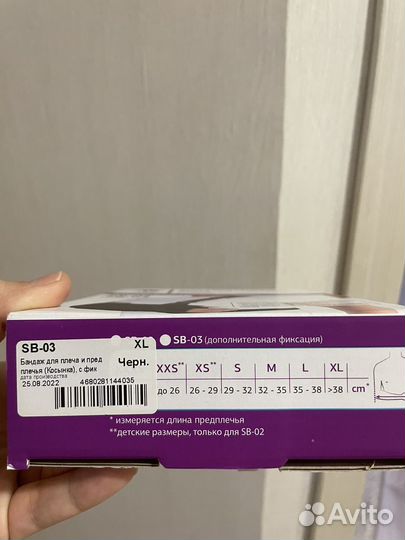 SB-03 XL
Бандаж для плеча и пред
плечья (Косынка), с фик
Черн.
дата производства
25.08.2022 4680281144035
SB-03 (дополнительная фиксация)
XXS** XS** S M L XL
до 26 26 - 29 29 - 32 32 - 35 35 - 38 >38 cm*
* измеряется длина предплечья
**детские размеры, только для SB-02
Avito